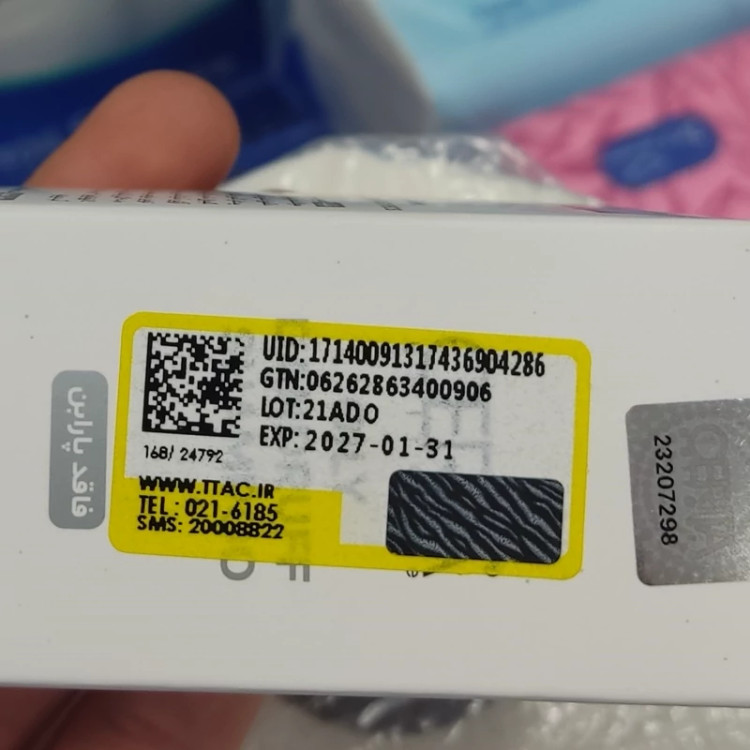 UID:17140091317436904286
GTN:06262863400906
LOT:21ADO
EXP: 2027-01-31
168/ 24792
WWW.TTAC.IR
TEL : 021-6185
SMS: 20008822
فاقد پارابن
23207298